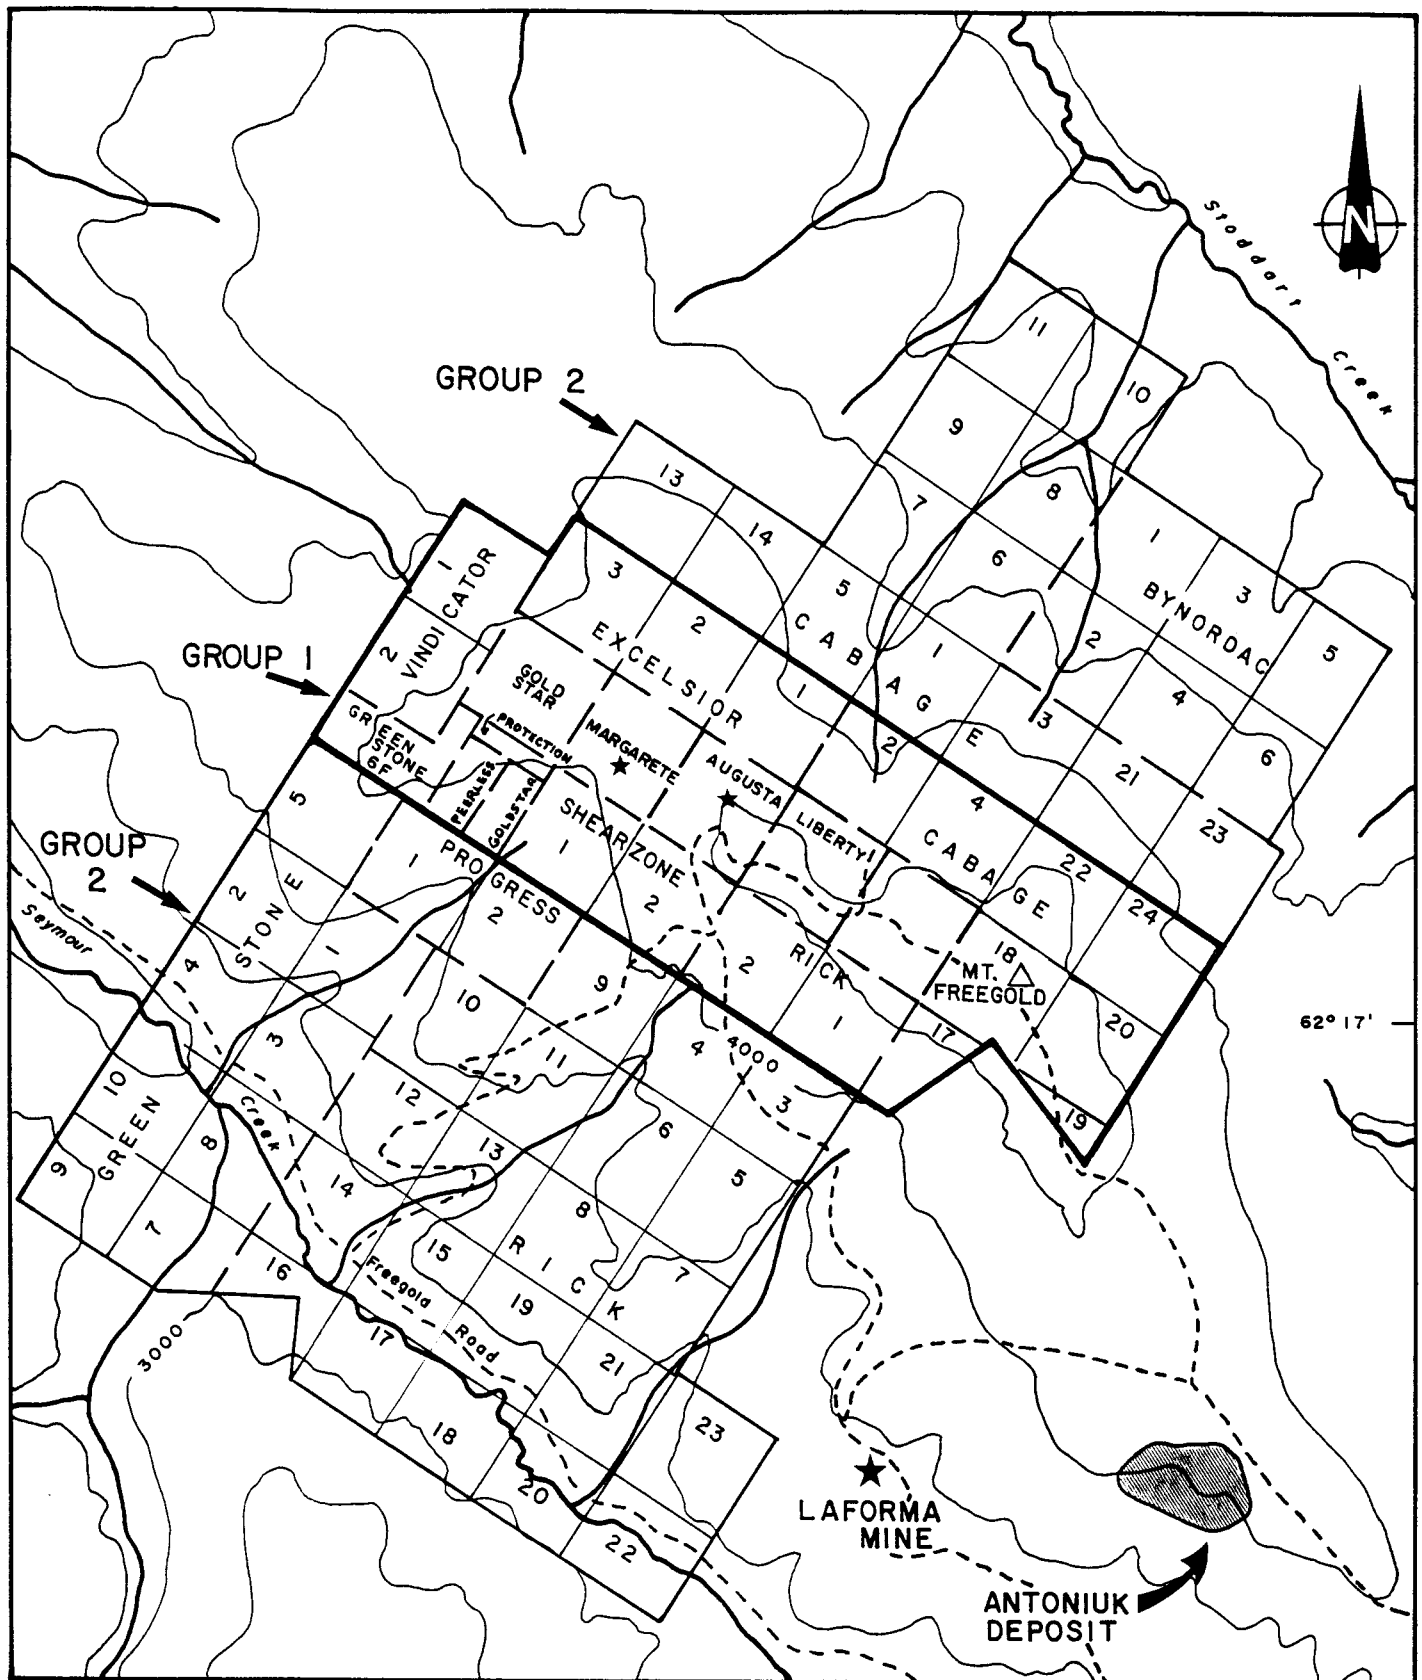 N
Stoddart
Creek
11
10
GROUP 2
9
13
8
7
14
1
6
3
BYNORDAC
5
1
VINDICATOR
3
5
CABAGE
2
EXCELSIOR
2
1
2
4
5
GROUP 1
GOLD
STAR
1
3
6
GREEN
STONE
6F
PROTECTION
MARGARETE
2
21
PEERLESS
GOLDSTAR
AUGUSTA
4
23
5
SHEAR ZONE
LIBERTY
1
CABAGE
22
GROUP
2
1
PROGRESS
1
2
24
2
STONE
2
RICK
18
Seymour
4
1
9
2
MT.
FREEGOLD
10
1
17
20
62° 17'
3
11
4
4000
10
12
3
19
GREEN
Creek
6
8
13
9
14
5
7
8
15
RICK
16
Freegold
Road
19
7
3000
17
21
18
23
20
LAFORMA
MINE
22
ANTONIUK
DEPOSIT